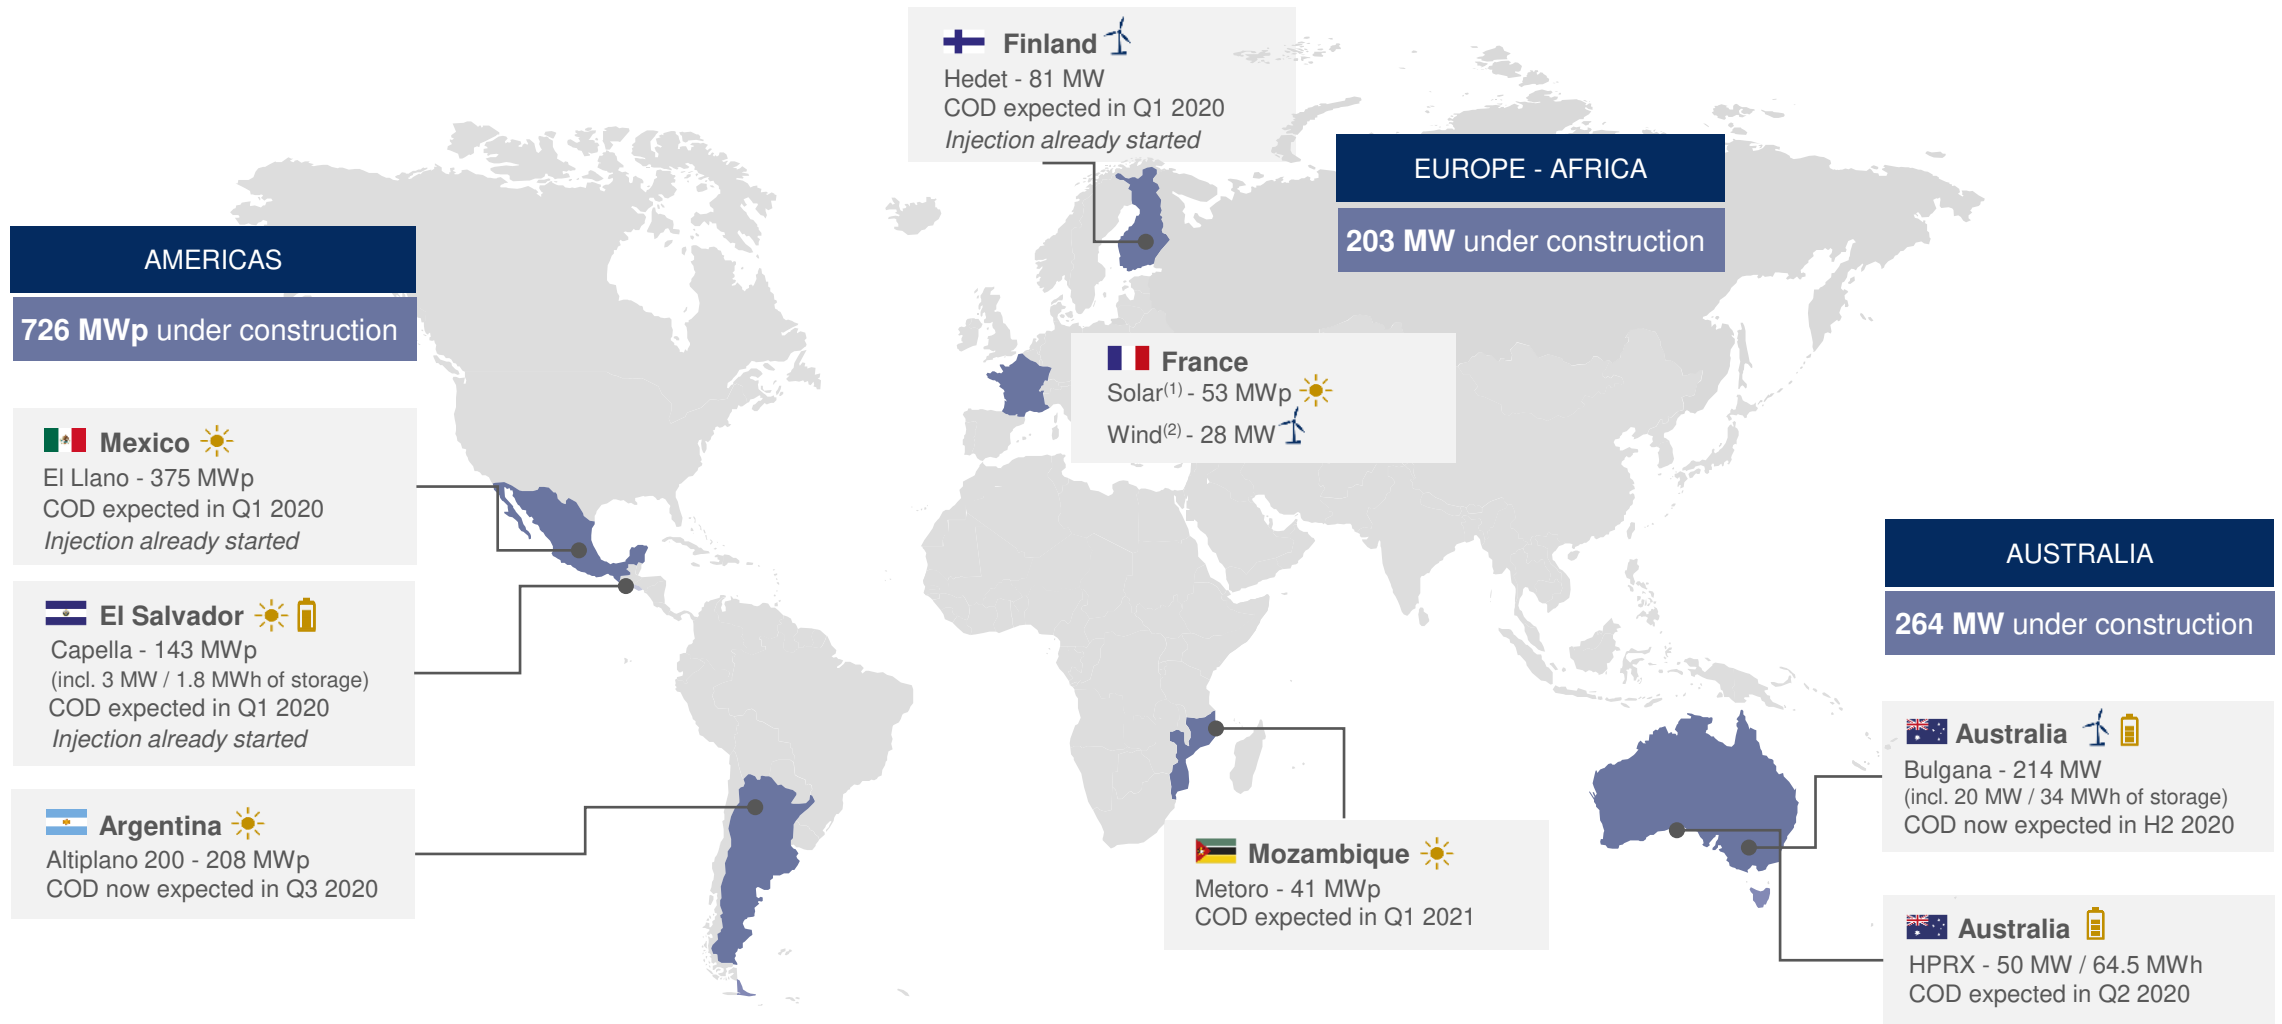 Finland
Hedet - 81 MW
COD expected in Q1 2020
Injection already started
EUROPE - AFRICA
203 MW under construction
AMERICAS
726 MWp under construction
France
Solar(1) - 53 MWp
Wind(2) - 28 MW
Mexico
El Llano - 375 MWp
COD expected in Q1 2020
Injection already started
El Salvador
Capella - 143 MWp
(incl. 3 MW / 1.8 MWh of storage)
COD expected in Q1 2020
Injection already started
Argentina
Altiplano 200 - 208 MWp
COD now expected in Q3 2020
Mozambique
Metoro - 41 MWp
COD expected in Q1 2021
AUSTRALIA
264 MW under construction
Australia
Bulgana - 214 MW
(incl. 20 MW / 34 MWh of storage)
COD now expected in H2 2020
Australia
HPRX - 50 MW / 64.5 MWh
COD expected in Q2 2020